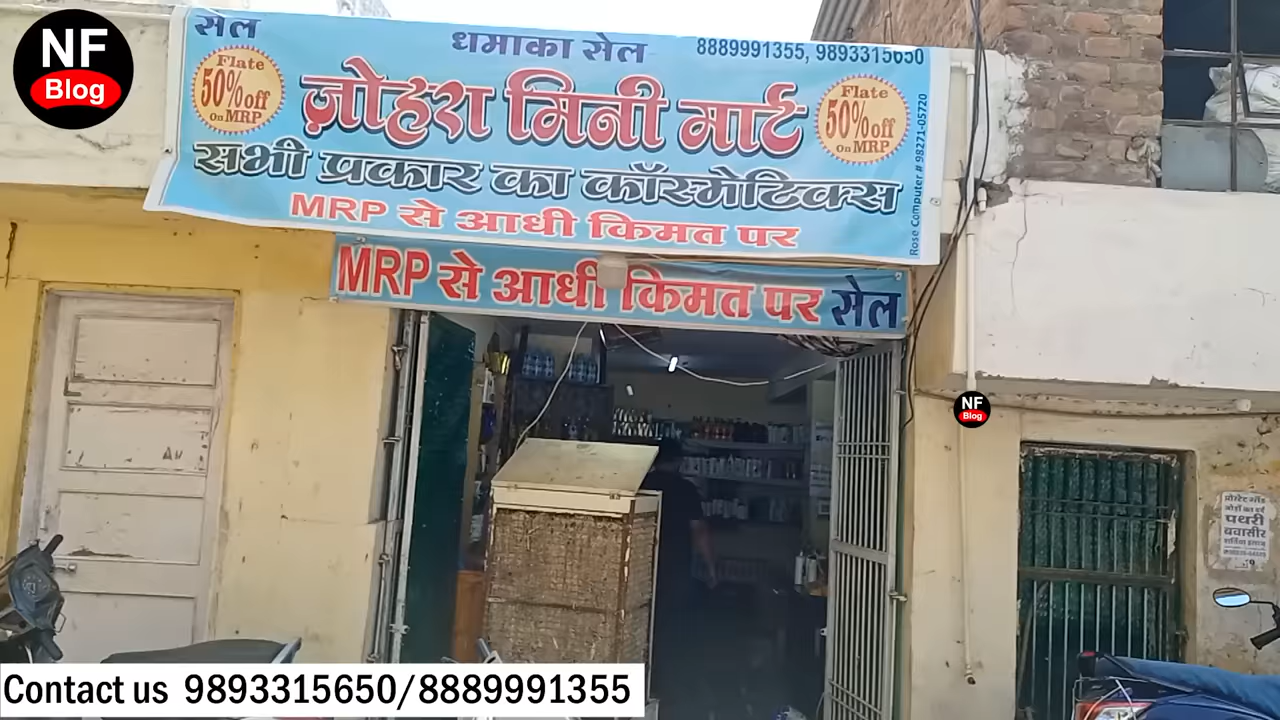 NF
Blog
सेल
धमाका सेल
8889991355, 9893315650
Flate
50% off
On MRP
ज़ोहरा मिनी मार्ट
Flate
50% off
On MRP
सभी प्रकार का कॉस्मेटिक्स
MRP से आधी किमत पर
Rose Computer # 98271-05720
MRP से आधी किमत पर सेल
NF
Blog
पथरी
बवासीर
Contact us 9893315650/8889991355